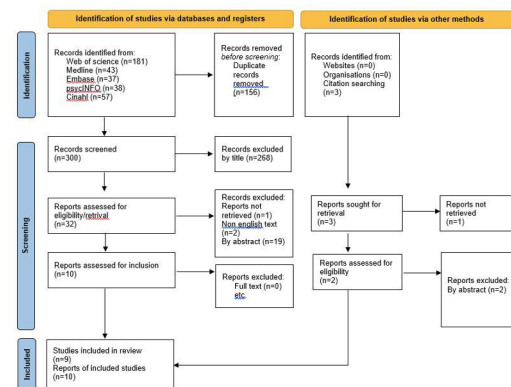 Identification of studies via databases and registers
Identification of studies via other methods
Identification
Records identified from:
Web of science (n=181)
Medline (n=43)
Embase (n=37)
psycINFO (n=38)
Cinahl (n=57)
Records removed
before screening:
Duplicate
records
removed
(n=156)
Records identified from:
Websites (n=0)
Organisations (n=0)
Citation searching
(n=3)
Screening
Records screened
(n=300)
Records excluded
by title (n=268)
Reports assessed for
eligibility/retrival
(n=32)
Records excluded:
Reports not
retrieved (n=1)
Non english text
(n=2)
By abstract (n=19)
Reports sought for
retrieval
(n=3)
Reports not
retrieved
(n=1)
Reports assessed for inclusion
(n=10)
Reports excluded:
Full text (n=0)
etc.
Reports assessed for
eligibility
(n=2)
Reports excluded:
By abstract (n=2)
Included
Studies included in review
(n=9)
Reports of included studies
(n=10)